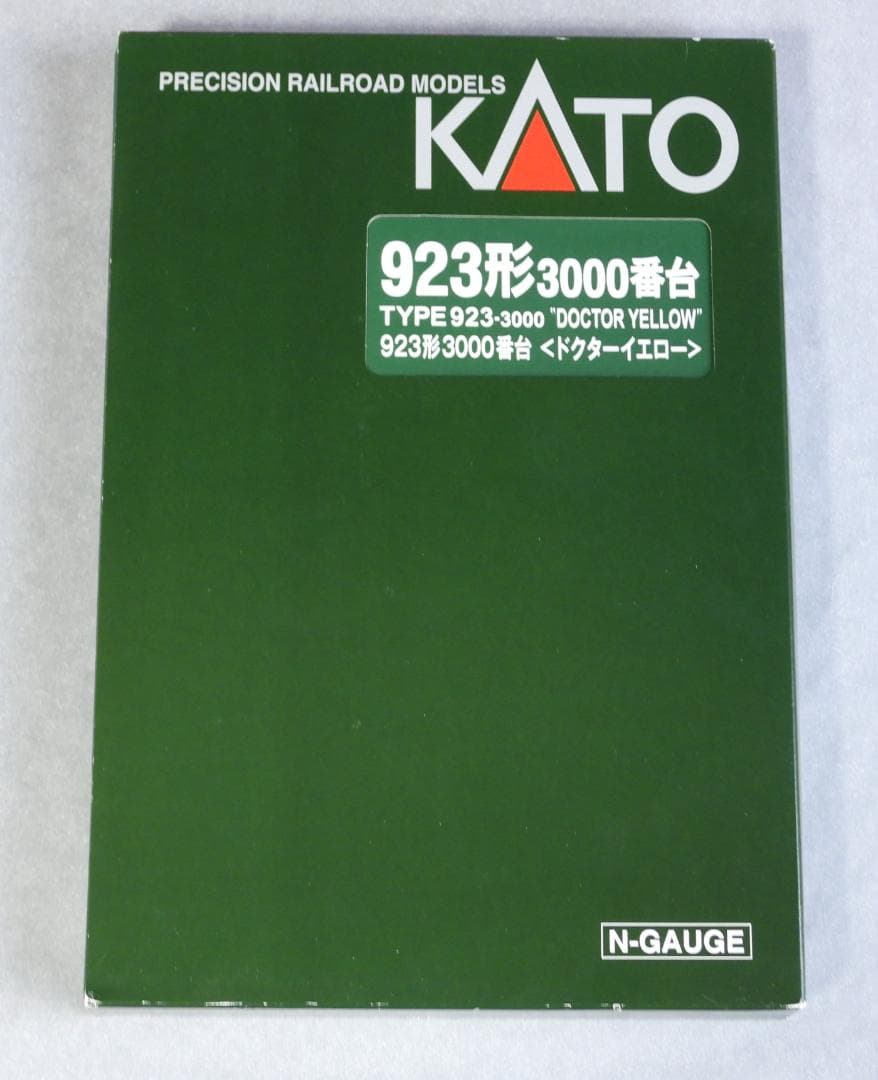 PRECISION RAILROAD MODELS
KATO
923形3000番台
TYPE 923-3000 "DOCTOR YELLOW"
923形3000番台 <ドクターイエロー>
N-GAUGE